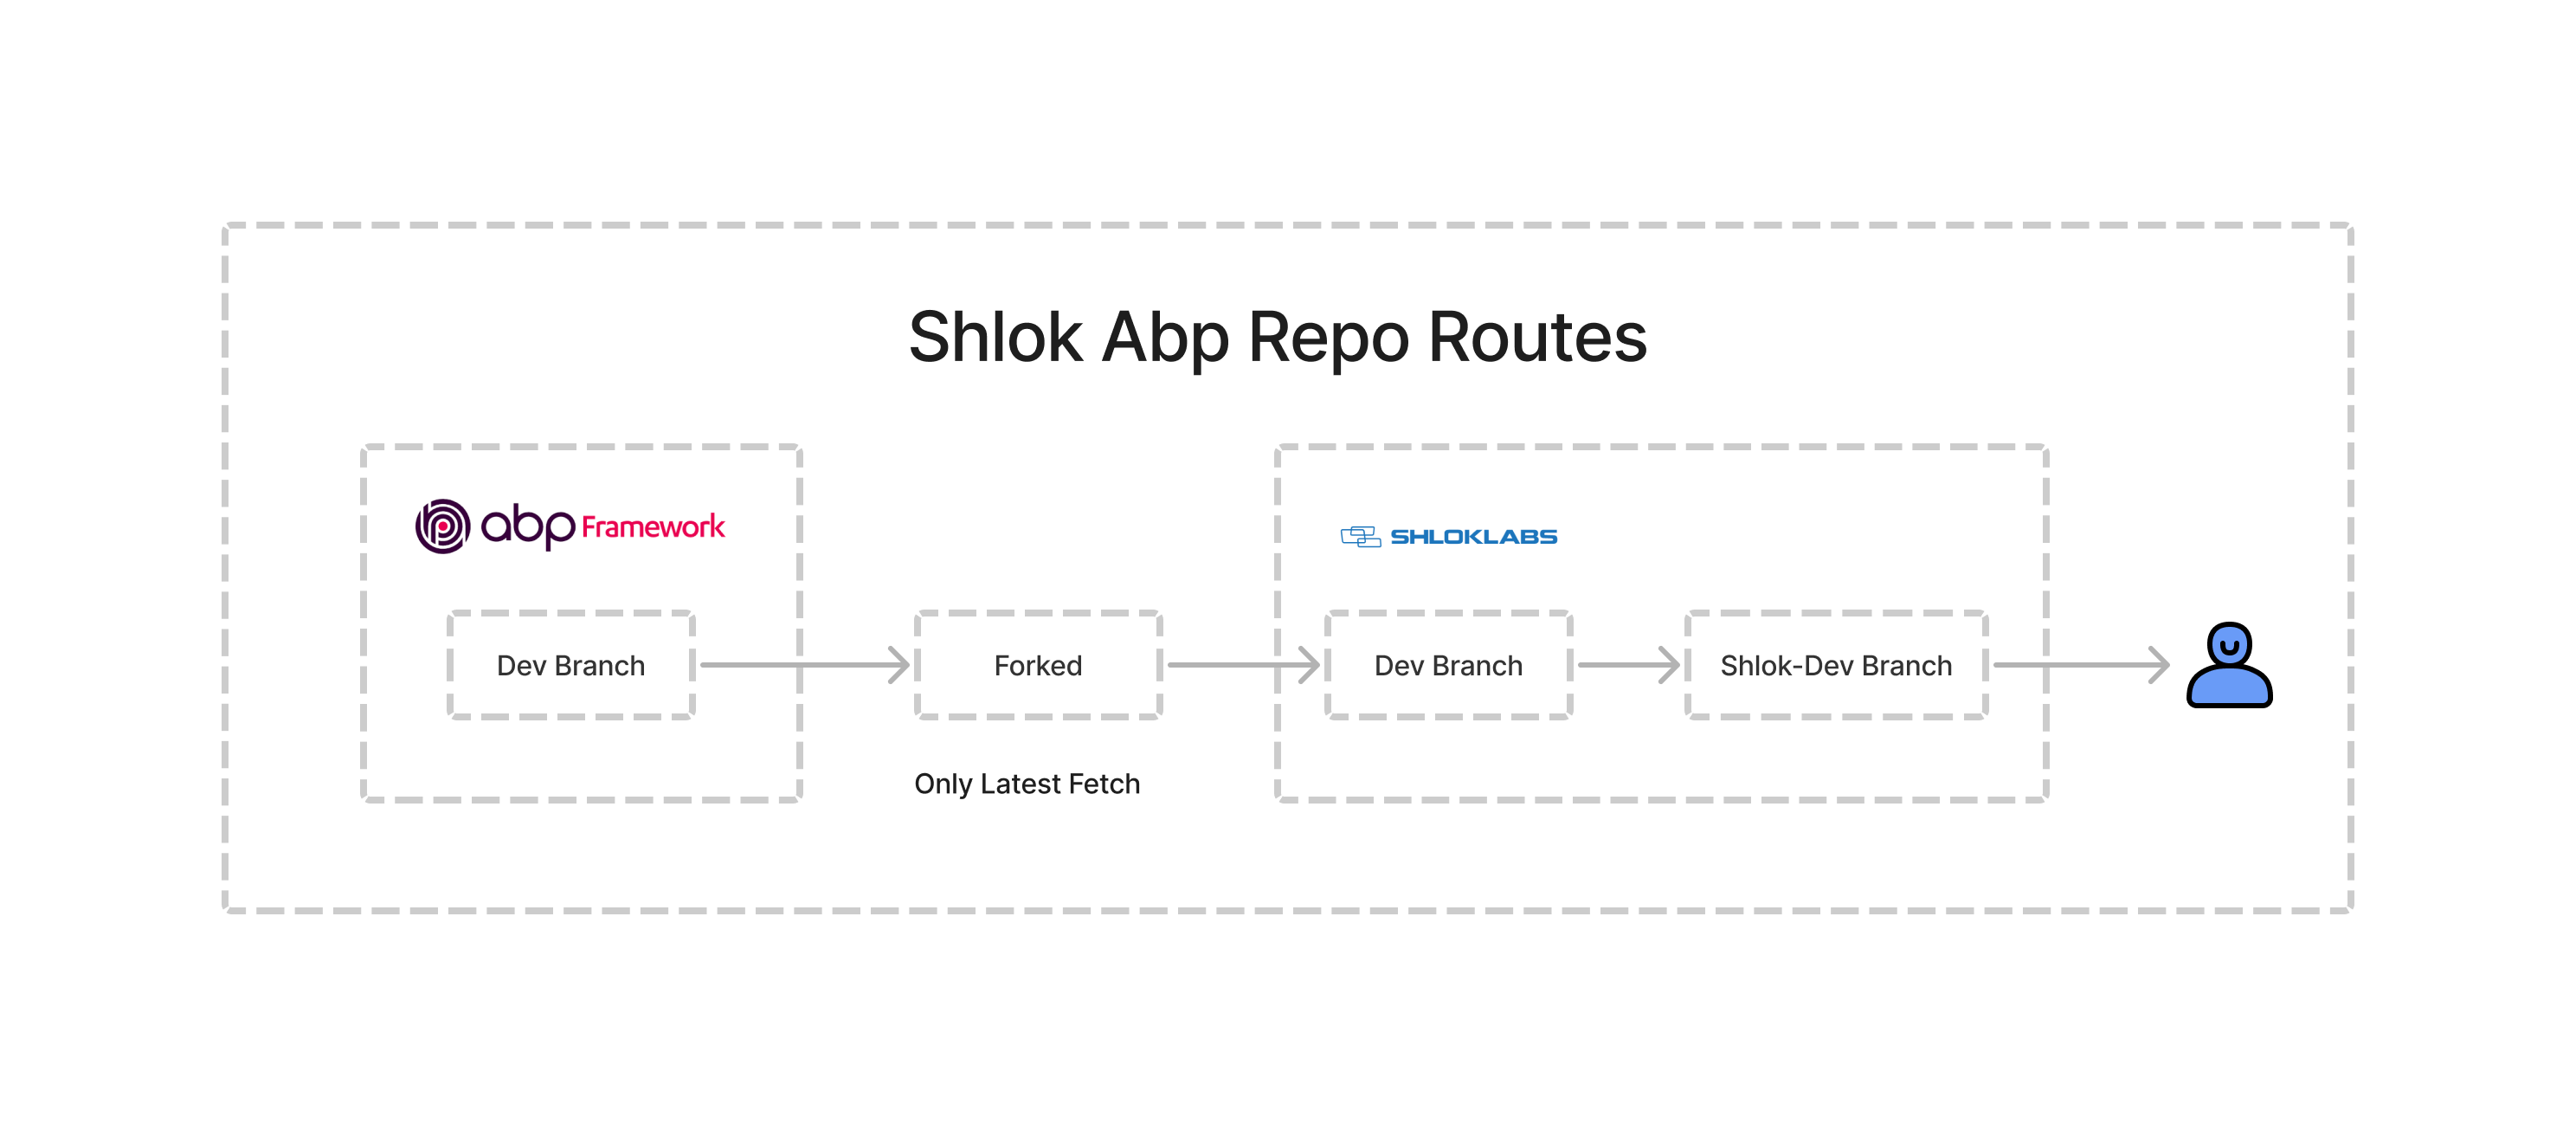 Shlok Abp Repo Routes
abp Framework
SHLOKLABS
Dev Branch
Forked
Dev Branch
Shlok-Dev Branch
Only Latest Fetch